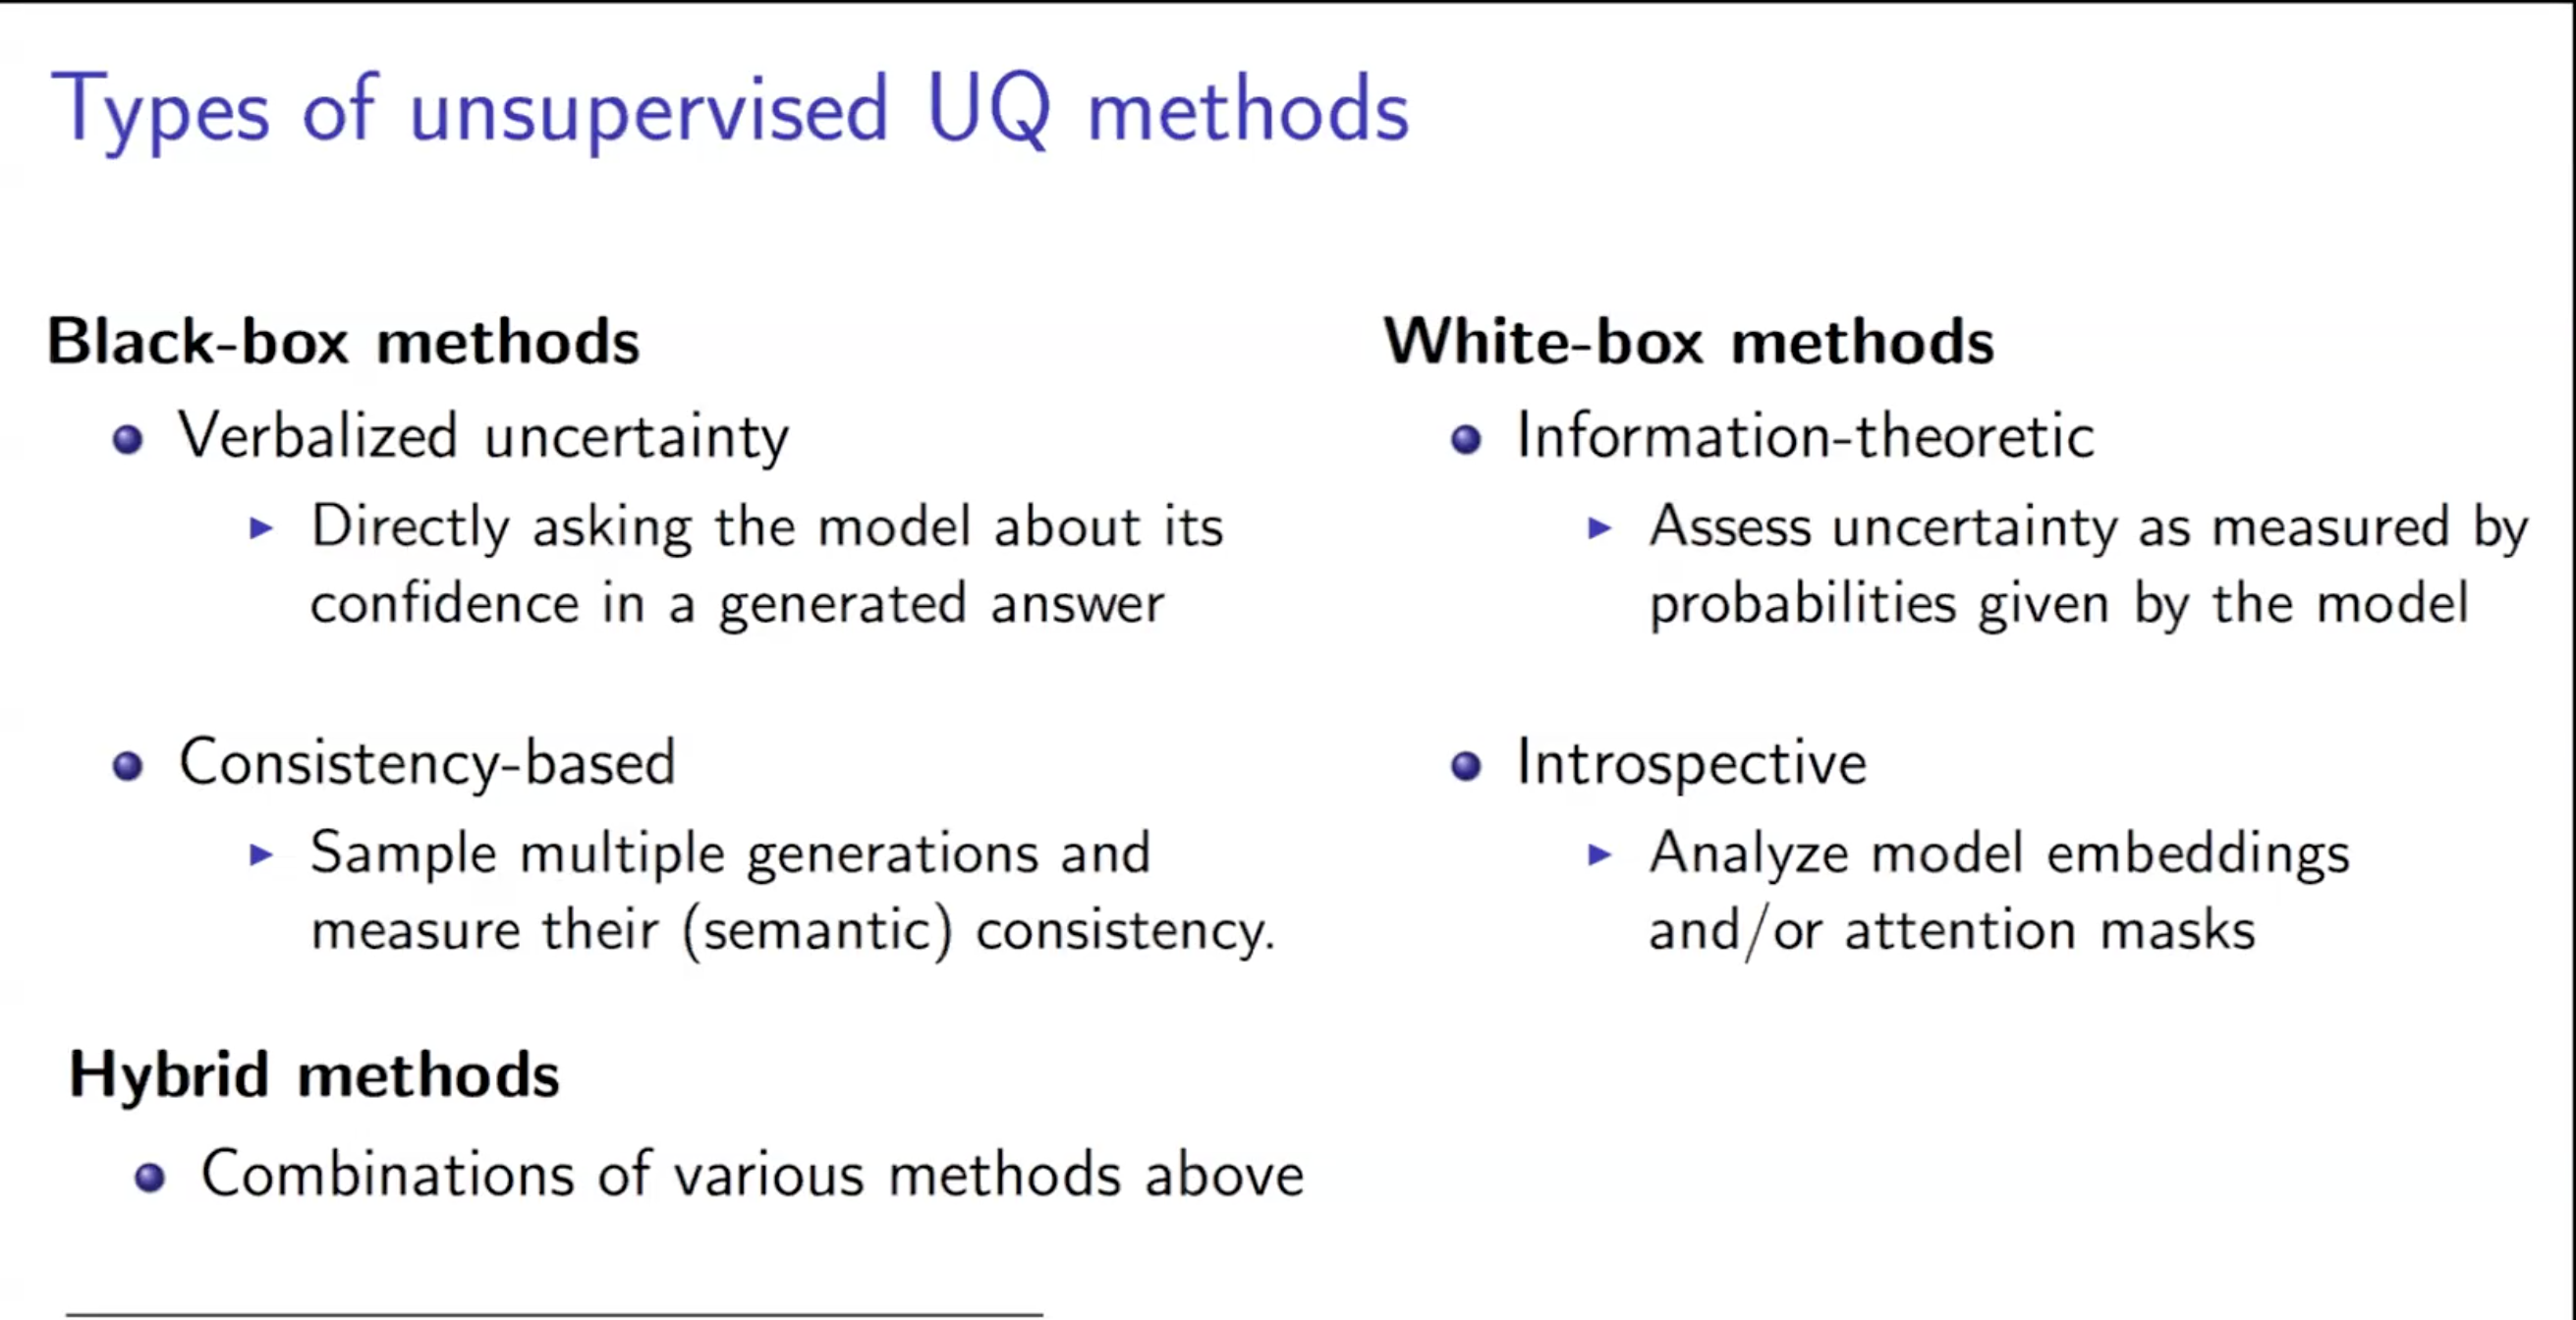 Types of unsupervised UQ methods
Black-box methods
Verbalized uncertainty
Directly asking the model about its
confidence in a generated answer
Consistency-based
Sample multiple generations and
measure their (semantic) consistency.
White-box methods
Information-theoretic
Assess uncertainty as measured by
probabilities given by the model
Introspective
Analyze model embeddings
and/or attention masks
Hybrid methods
Combinations of various methods above